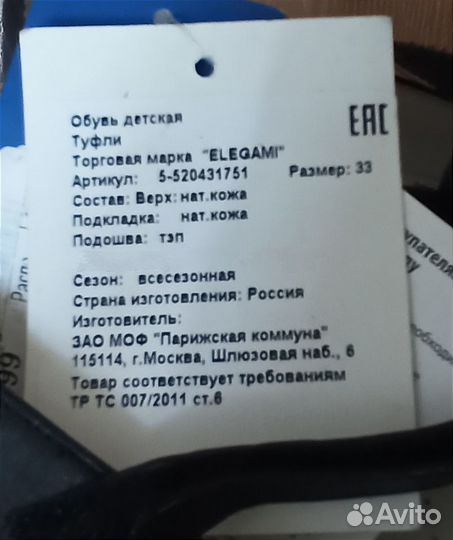 Обувь детская
Туфли
EAC
Торговая марка "ELEGAMI"
Артикул: 5-520431751 Размер: 33
Состав: Верх: нат.кожа
Подкладка: нат.кожа
Подошва: тэп
Сезон: всесезонная
Страна изготовления: Россия
Изготовитель:
ЗАО МОФ "Парижская коммуна"
115114, г.Москва, Шлюзовая наб., 6
Товар соответствует требованиям
ТР ТС 007/2011 ст.6
99
Avito